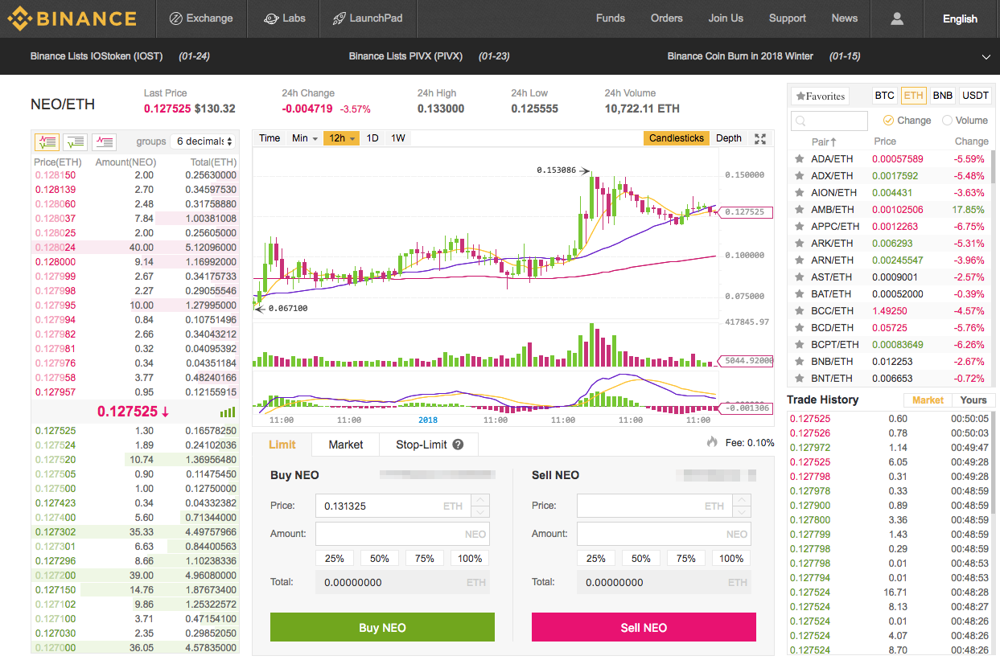 BINANCE Exchange Labs LaunchPad Funds Orders Join Us Support News English
Binance Lists IOStoken (IOST) (01-24) Binance Lists PIVX (PIVX) (01-23) Binance Coin Burn in 2018 Winter (01-15)
NEO/ETH
Last Price
0.127525 $130.32
24h Change
-0.004719 -3.57%
24h High
0.133000
24h Low
0.125555
24h Volume
10,722.11 ETH
groups 6 decimals
Price(ETH) Amount(NEO) Total(ETH)
0.128150 2.00 0.25630000
0.128139 2.70 0.34597530
0.128060 2.48 0.31758880
0.128037 7.84 1.00381008
0.128025 2.00 0.25605000
0.128024 40.00 5.12096000
0.128000 9.14 1.16992000
0.127999 2.67 0.34175733
0.127998 2.27 0.29055546
0.127995 10.00 1.27995000
0.127994 0.84 0.10751496
0.127982 2.66 0.34043212
0.127981 0.32 0.04095392
0.127976 0.34 0.04351184
0.127958 3.77 0.48240166
0.127957 0.95 0.12155915
0.127525↓
0.127525 1.30 0.16578250
0.127524 1.89 0.24102036
0.127520 10.74 1.36956480
0.127505 0.90 0.11475450
0.127500 1.00 0.12750000
0.127423 0.34 0.04332382
0.127400 5.60 0.71344000
0.127302 35.33 4.49757966
0.127301 6.63 0.84400563
0.127296 8.66 1.10238336
0.127200 39.00 4.96080000
0.127150 14.76 1.87673400
0.127102 9.86 1.25322572
0.127100 3.71 0.47154100
0.127030 2.35 0.29852050
0.127000 36.05 4.57835000
Time Min 12h 1D 1W Candlesticks Depth
0.153086
0.150000
0.127525
0.100000
0.075000
0.067100
417845.97
5044.92000
-0.001306
11:00 11:00 2018 11:00 11:00 11:00 11:00
Limit Market Stop-Limit ? Fee: 0.10%
Buy NEO
Price: 0.131325 ETH
Amount: NEO
25% 50% 75% 100%
Total: 0.00000000 ETH
Buy NEO
Sell NEO
Price: ETH
Amount: NEO
25% 50% 75% 100%
Total: 0.00000000 ETH
Sell NEO
Favorites BTC ETH BNB USDT
Change Volume
Pair↑ Price Change
ADA/ETH 0.00057589 -5.59%
ADX/ETH 0.0017592 -5.48%
AION/ETH 0.004431 -3.63%
AMB/ETH 0.00102506 17.85%
APPC/ETH 0.0012263 -6.75%
ARK/ETH 0.006293 -5.31%
ARN/ETH 0.00245547 -3.96%
AST/ETH 0.0009001 -2.57%
BAT/ETH 0.00052000 -0.39%
BCC/ETH 1.49250 -4.57%
BCD/ETH 0.05725 -5.76%
BCPT/ETH 0.00083649 -6.26%
BNB/ETH 0.012253 -2.67%
BNT/ETH 0.006653 -0.72%
Trade History Market Yours
0.127525 0.60 00:50:05
0.127526 0.78 00:50:03
0.127972 1.14 00:49:47
0.127525 6.05 00:49:28
0.127798 0.31 00:49:28
0.127978 0.33 00:48:59
0.127900 0.89 00:48:59
0.127800 3.36 00:48:59
0.127799 1.43 00:48:59
0.127798 0.29 00:48:59
0.127798 0.01 00:48:53
0.127794 0.01 00:48:53
0.127524 16.71 00:48:28
0.127524 8.13 00:48:27
0.127524 0.01 00:48:26
0.127524 4.07 00:48:26
0.127524 8.70 00:48:26